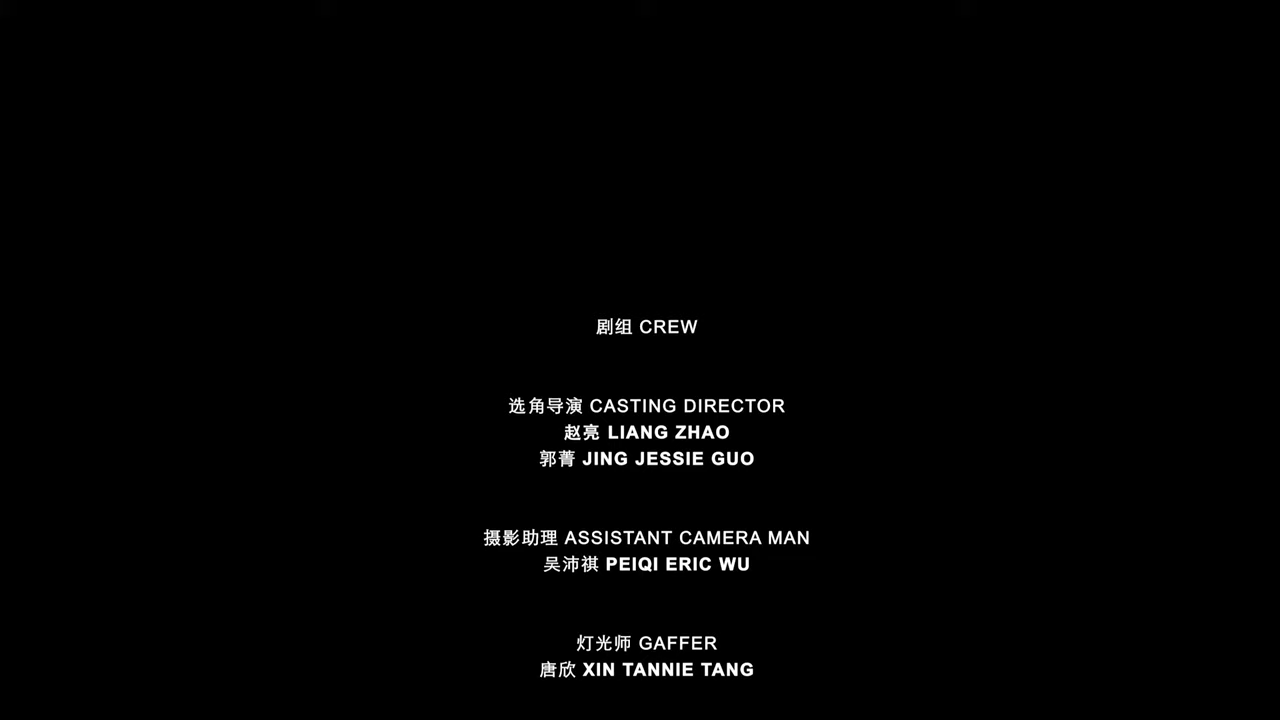 剧组 CREW
选角导演 CASTING DIRECTOR
赵亮 LIANG ZHAO
郭菁 JING JESSIE GUO
摄影助理 ASSISTANT CAMERA MAN
吴沛祺 PEIQI ERIC WU
灯光师 GAFFER
唐欣 XIN TANNIE TANG